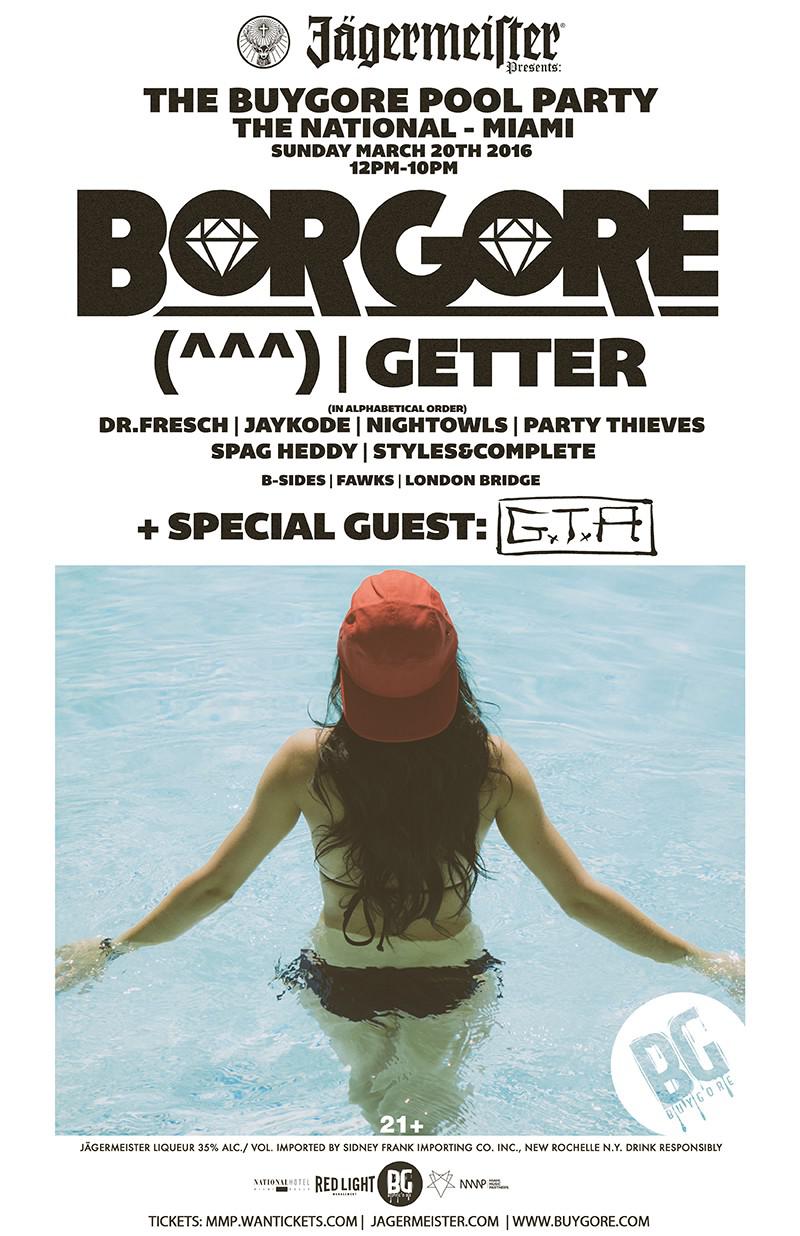 Jägermeiſter®
Presents:
THE BUYGORE POOL PARTY
THE NATIONAL - MIAMI
SUNDAY MARCH 20TH 2016
12PM-10PM
BORGORE
(^^^) | GETTER
(IN ALPHABETICAL ORDER)
DR.FRESCH | JAYKODE | NIGHTOWLS | PARTY THIEVES
SPAG HEDDY | STYLES&COMPLETE
B-SIDES | FAWKS | LONDON BRIDGE
+ SPECIAL GUEST: G.T.A
BG
BUYGORE
21+
JÄGERMEISTER LIQUEUR 35% ALC./ VOL. IMPORTED BY SIDNEY FRANK IMPORTING CO. INC., NEW ROCHELLE N.Y. DRINK RESPONSIBLY
NATIONAL HOTEL
RED LIGHT
MANAGEMENT
BG
MMP
MIAMI MUSIC PARTNERS
TICKETS: MMP.WANTICKETS.COM | JAGERMEISTER.COM | WWW.BUYGORE.COM